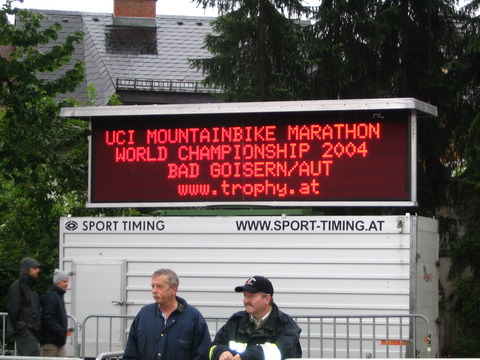 UCI MOUNTAINBIKE MARATHON
WORLD CHAMPIONSHIP 2004
BAD GOISERN/AUT
www.trophy.at
SPORT TIMING
WWW.SPORT-TIMING.AT